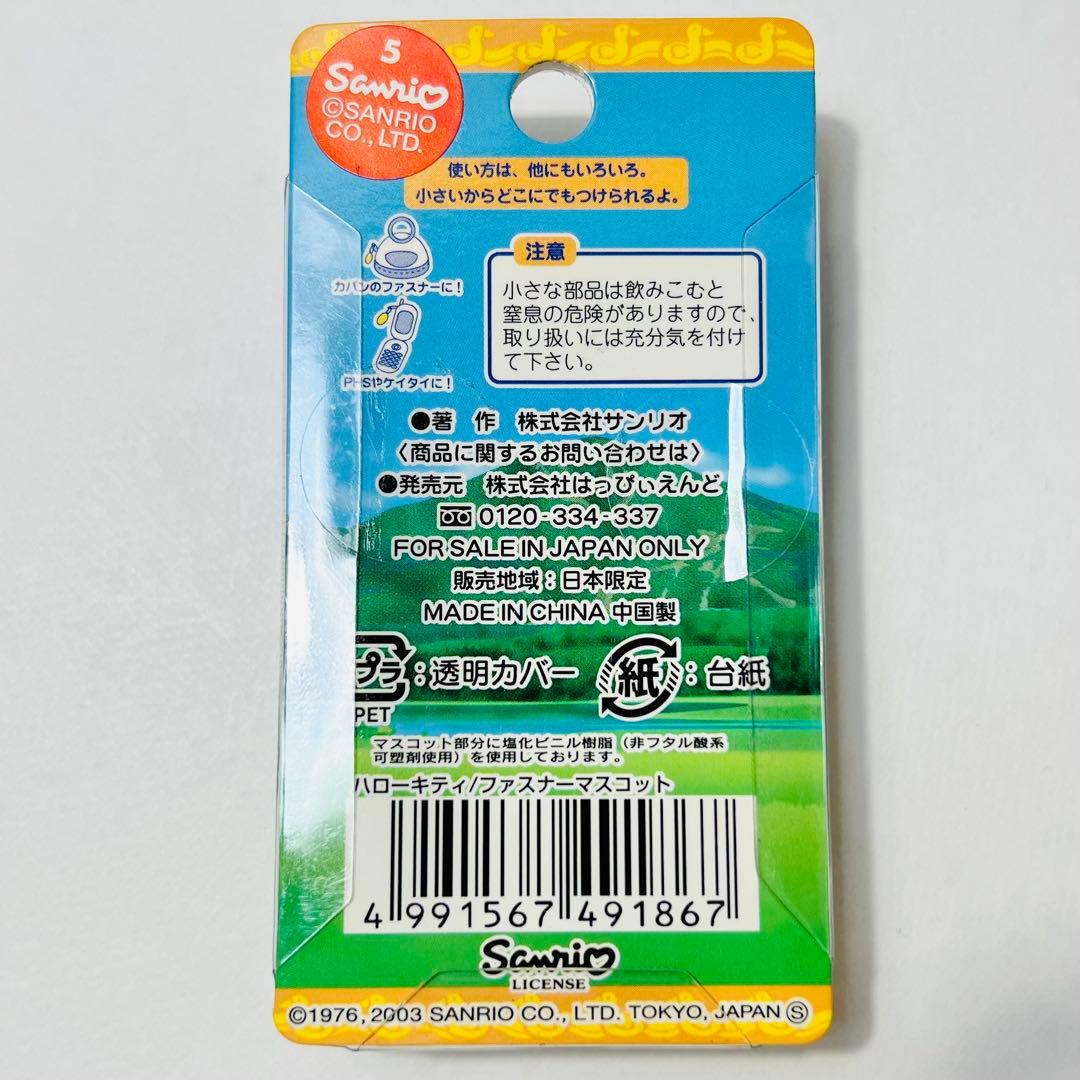 5
Sanrio
©SANRIO
CO., LTD.
使い方は、他にもいろいろ。
小さいからどこにでもつけられるよ。
カバンのファスナーに!
PHSやケイタイに!
注意
小さな部品は飲みこむと
窒息の危険がありますので、
取り扱いには充分気を付け
て下さい。
●著 作 株式会社サンリオ
〈商品に関するお問い合わせは〉
●発売元 株式会社はっぴぃえんど
0120-334-337
FOR SALE IN JAPAN ONLY
販売地域:日本限定
MADE IN CHINA 中国製
プラ:透明カバー 紙:台紙
PET
マスコット部分に塩化ビニル樹脂(非フタル酸系
可塑剤使用)を使用しております。
ハローキティ/ファスナーマスコット
4 991567 491867
Sanrio
LICENSE
©1976, 2003 SANRIO CO., LTD. TOKYO, JAPAN Ⓢ